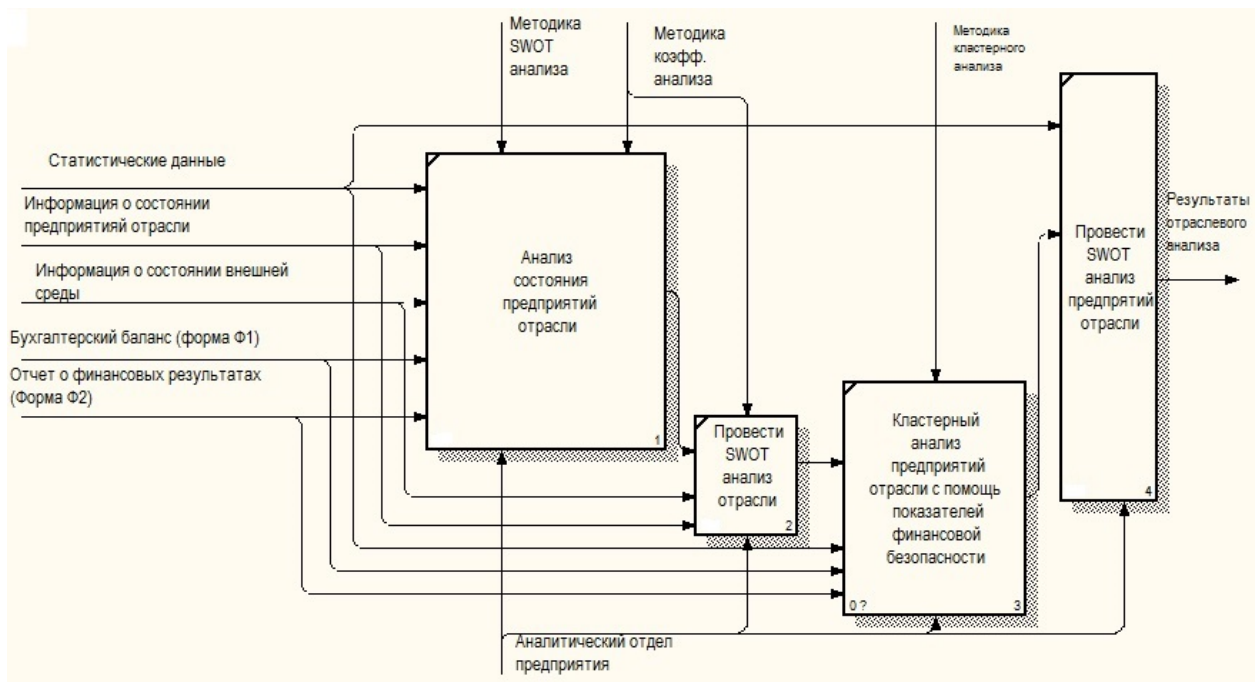 Методика
SWOT
анализа
Методика
коэфф.
анализа
Методика
кластерного
анализа
Статистические данные
Информация о состоянии
предприятияй отрасли
Информация о состоянии внешней
среды
Бухгалтерский баланс (форма Ф1)
Отчет о финансовых результатах
(Форма Ф2)
Анализ
состояния
предприятий
отрасли
1
Провести
SWOT
анализ
отрасли
2
Кластерный
анализ
предприятий
отрасли с помощь
показателей
финансовой
безопасности
0 ?
3
Провести
SWOT
анализ
предпрятий
отрасли
4
Результаты
отраслевого
анализа
Аналитический отдел
предприятия